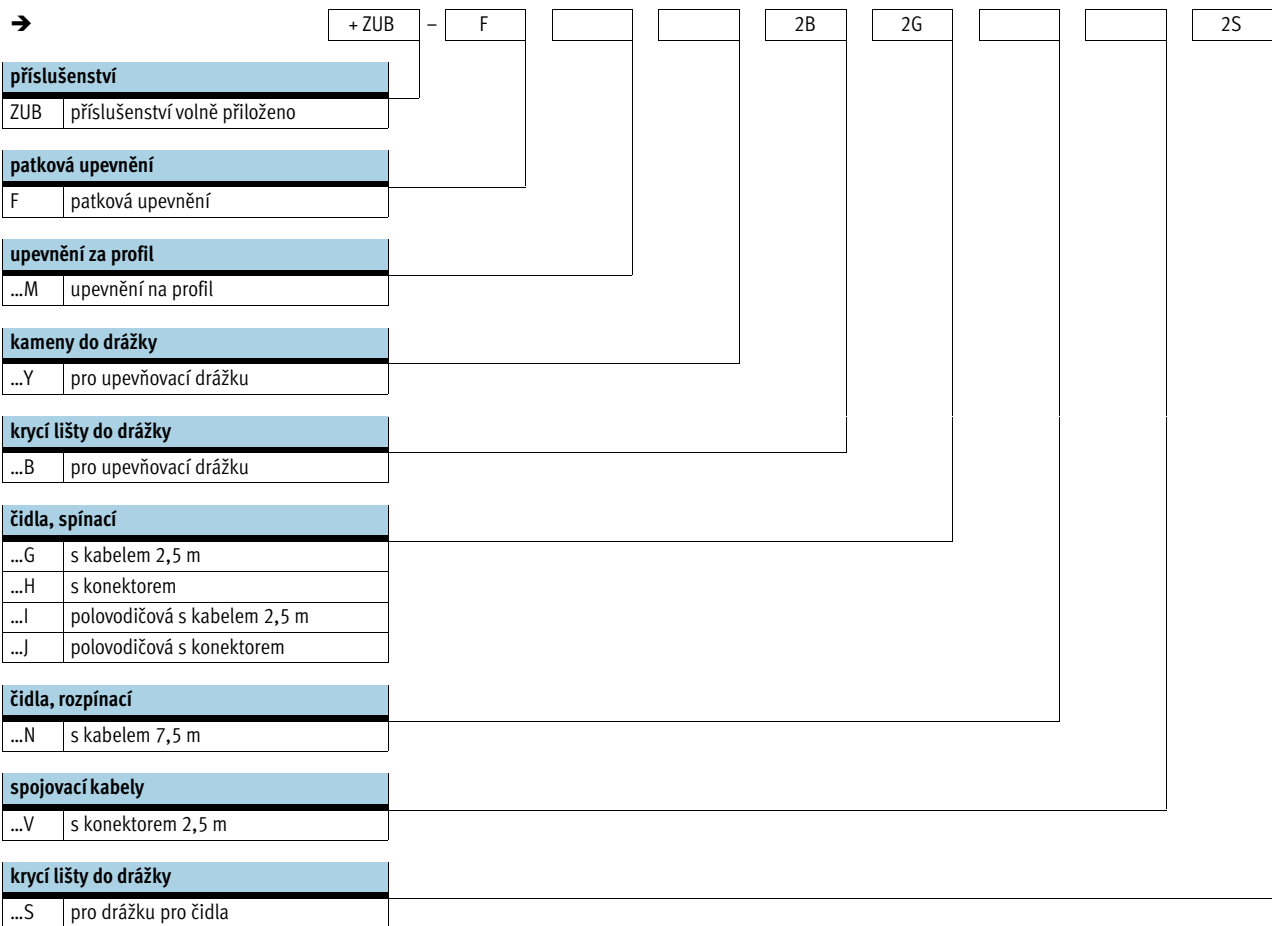 ➔ + ZUB – F 2B 2G 2S
příslušenství
ZUB příslušenství volně přiloženo
patková upevnění
F patková upevnění
upevnění za profil
...M upevnění na profil
kameny do drážky
...Y pro upevňovací drážku
krycí lišty do drážky
...B pro upevňovací drážku
čidla, spínací
...G s kabelem 2,5 m
...H s konektorem
...I polovodičová s kabelem 2,5 m
...J polovodičová s konektorem
čidla, rozpínací
...N s kabelem 7,5 m
spojovací kabely
...V s konektorem 2,5 m
krycí lišty do drážky
...S pro drážku pro čidla